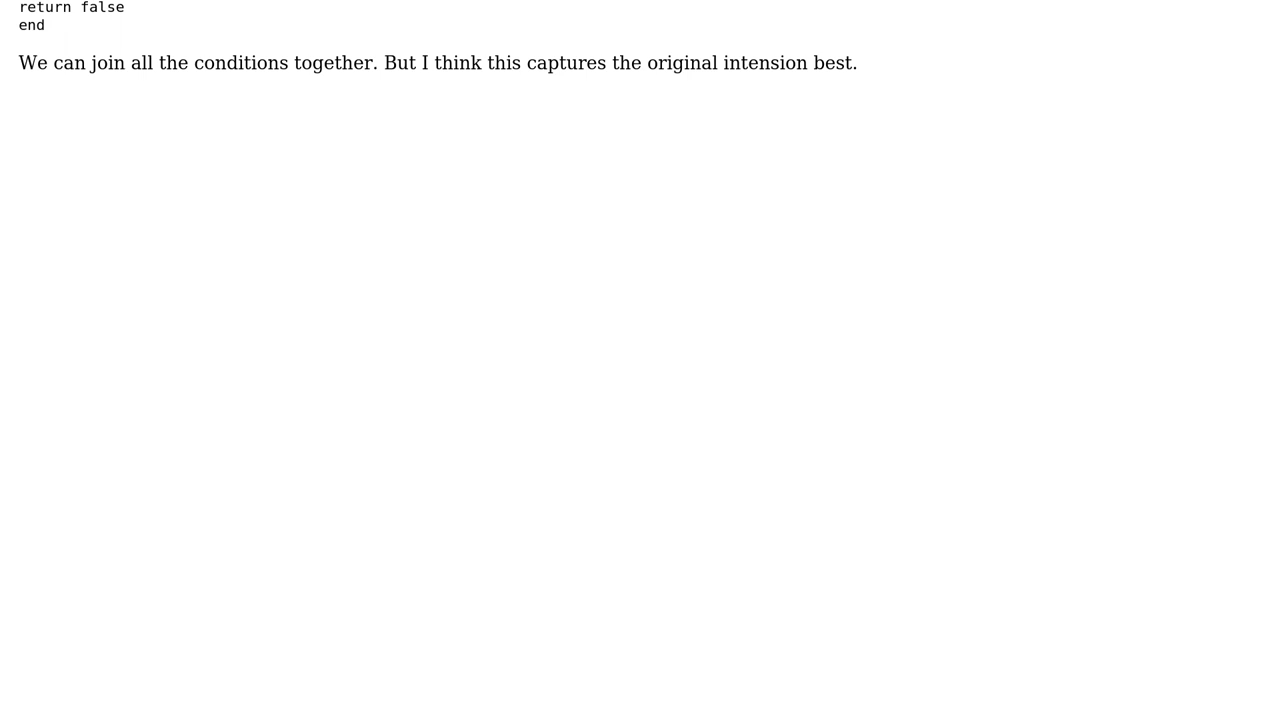 return false
end
We can join all the conditions together. But I think this captures the original intension best.